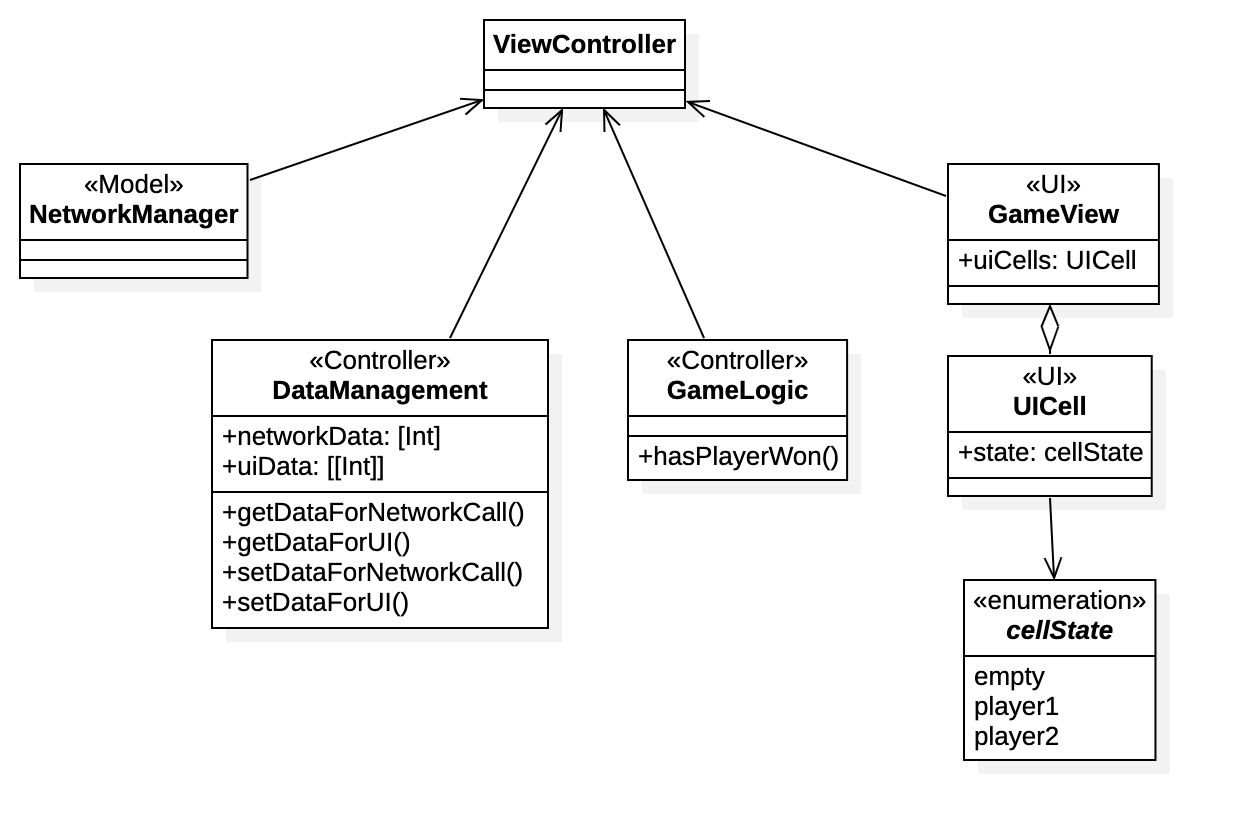 ViewController
«Model»
NetworkManager
«UI»
GameView
+uiCells: UICell
«Controller»
DataManagement
+networkData: [Int]
+uiData: [[Int]]
+getDataForNetworkCall()
+getDataForUI()
+setDataForNetworkCall()
+setDataForUI()
«Controller»
GameLogic
+hasPlayerWon()
«UI»
UICell
+state: cellState
«enumeration»
cellState
empty
player1
player2